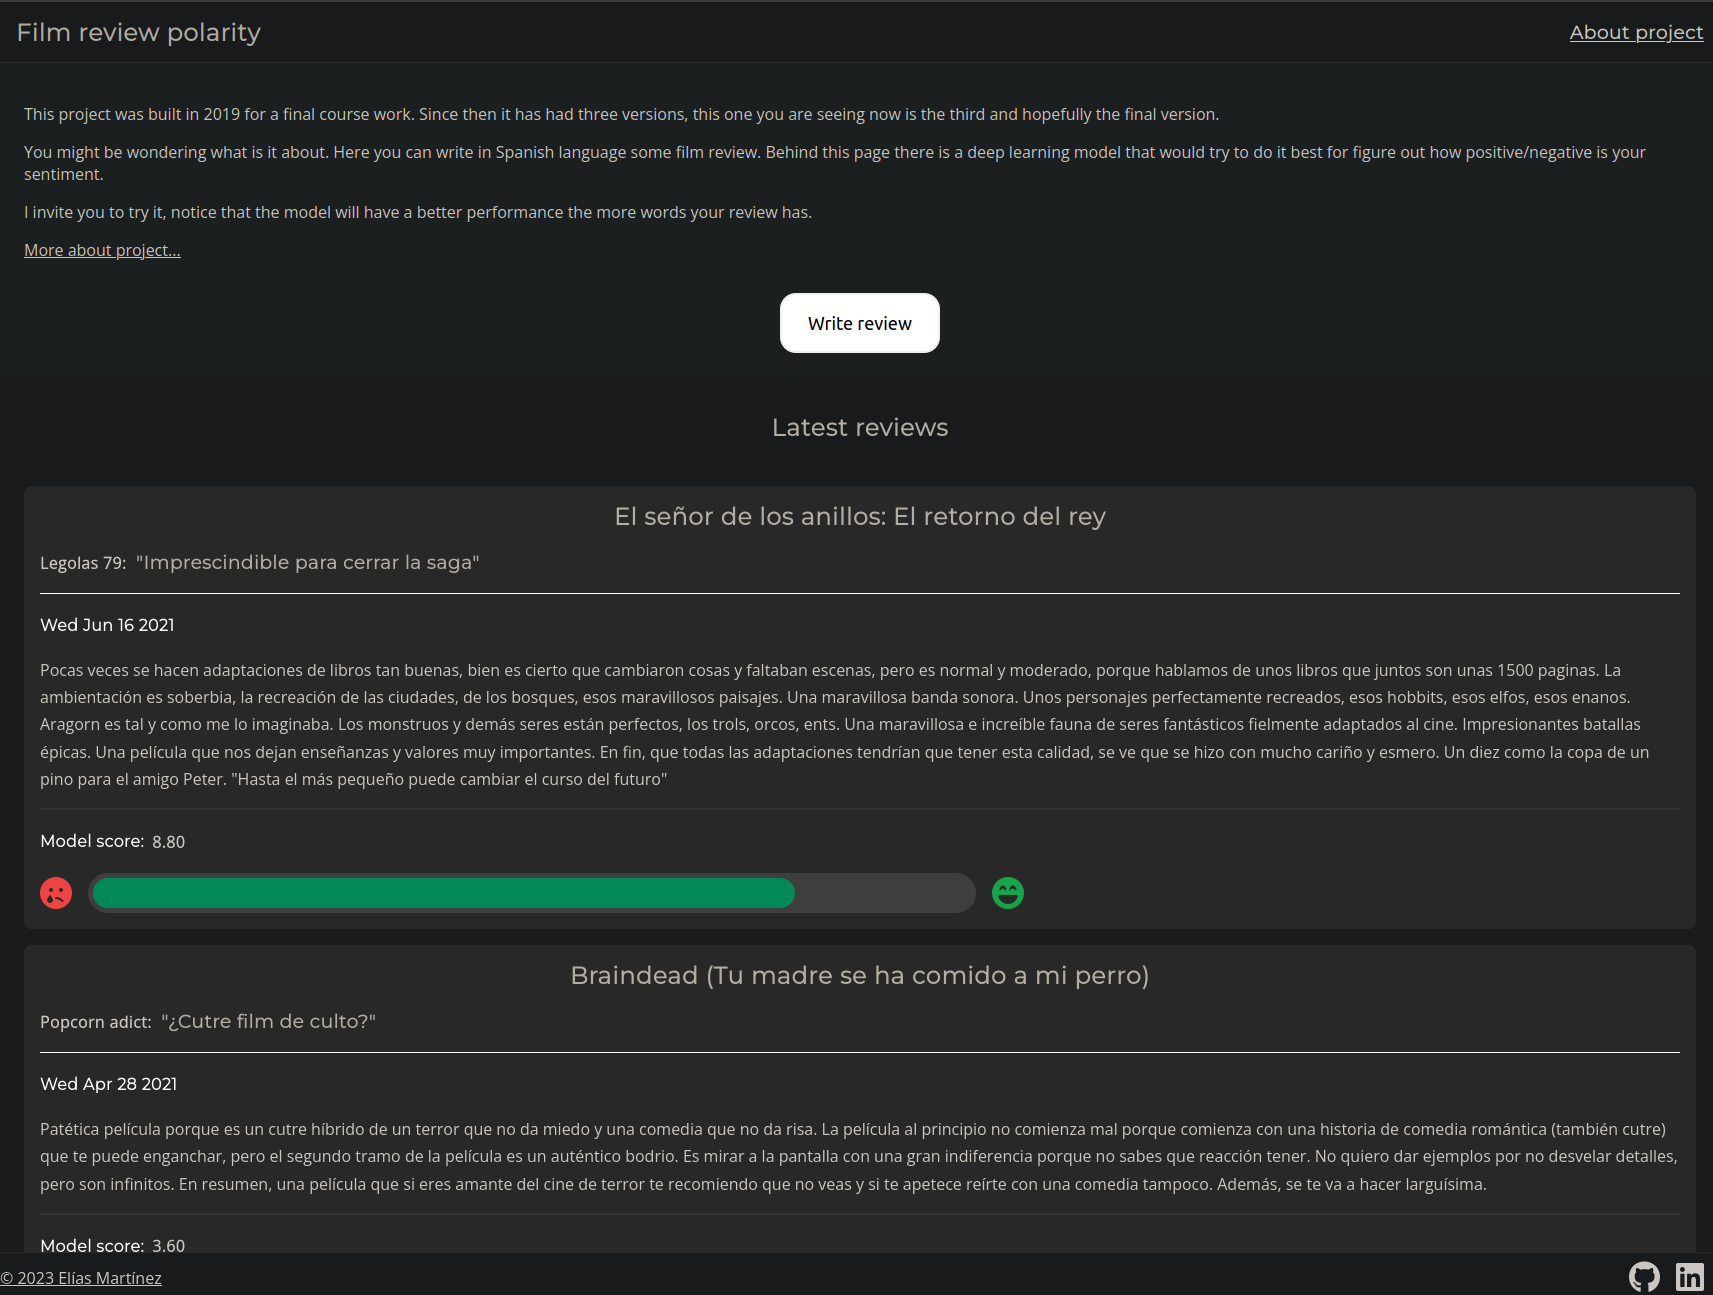 Film review polarity
About project
This project was built in 2019 for a final course work. Since then it has had three versions, this one you are seeing now is the third and hopefully the final version.
You might be wondering what is it about. Here you can write in Spanish language some film review. Behind this page there is a deep learning model that would try to do it best for figure out how positive/negative is your
sentiment.
I invite you to try it, notice that the model will have a better performance the more words your review has.
More about project...
Write review
Latest reviews
El señor de los anillos: El retorno del rey
Legolas 79: "Imprescindible para cerrar la saga"
Wed Jun 16 2021
Pocas veces se hacen adaptaciones de libros tan buenas, bien es cierto que cambiaron cosas y faltaban escenas, pero es normal y moderado, porque hablamos de unos libros que juntos son unas 1500 paginas. La
ambientación es soberbia, la recreación de las ciudades, de los bosques, esos maravillosos paisajes. Una maravillosa banda sonora. Unos personajes perfectamente recreados, esos hobbits, esos elfos, esos enanos.
Aragorn es tal y como me lo imaginaba. Los monstruos y demás seres están perfectos, los trols, orcos, ents. Una maravillosa e increíble fauna de seres fantásticos fielmente adaptados al cine. Impresionantes batallas
épicas. Una película que nos dejan enseñanzas y valores muy importantes. En fin, que todas las adaptaciones tendrían que tener esta calidad, se ve que se hizo con mucho cariño y esmero. Un diez como la copa de un
pino para el amigo Peter. "Hasta el más pequeño puede cambiar el curso del futuro"
Model score: 8.80
Braindead (Tu madre se ha comido a mi perro)
Popcorn adict: "¿Cutre film de culto?"
Wed Apr 28 2021
Patética película porque es un cutre híbrido de un terror que no da miedo y una comedia que no da risa. La película al principio no comienza mal porque comienza con una historia de comedia romántica (también cutre)
que te puede enganchar, pero el segundo tramo de la película es un auténtico bodrio. Es mirar a la pantalla con una gran indiferencia porque no sabes que reacción tener. No quiero dar ejemplos por no desvelar detalles,
pero son infinitos. En resumen, una película que si eres amante del cine de terror te recomiendo que no veas y si te apetece reírte con una comedia tampoco. Además, se te va a hacer larguísima.
Model score: 3.60
© 2023 Elías Martínez